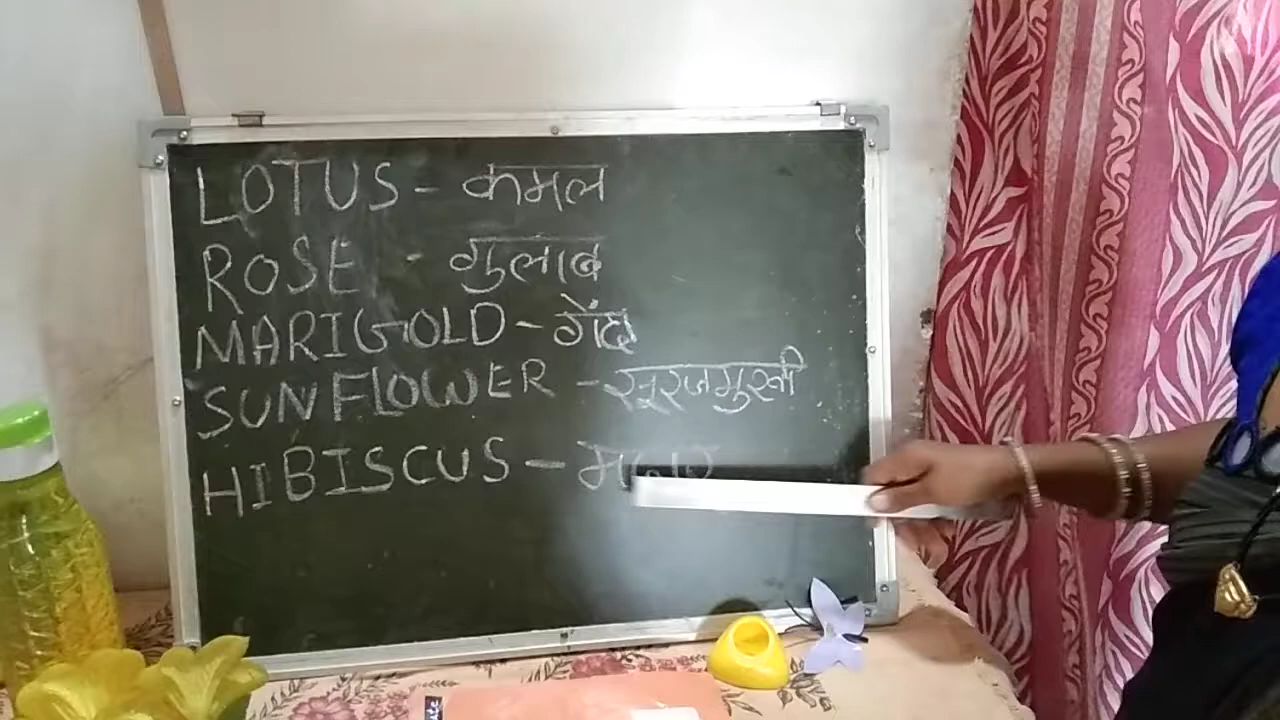 LOTUS - कमल
ROSE - गुलाब
MARIGOLD - गेंदा
SUNFLOWER - सूरजमुखी
HIBISCUS -